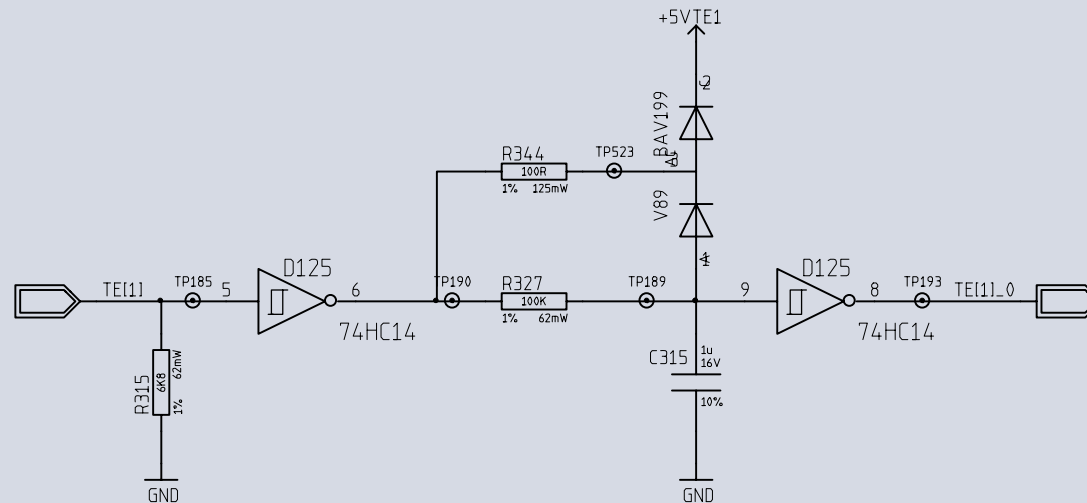 +5VTE1
2
BAV199
R344
100R
1% 125mW
TP523
V89
TE[1]
TP185
5
D125
6
74HC14
TP190
R327
100K
1% 62mW
TP189
9
D125
8
74HC14
TP193
TE[1]_0
R315
6K8
62mW
1%
C315
1u
16V
10%
GND
GND